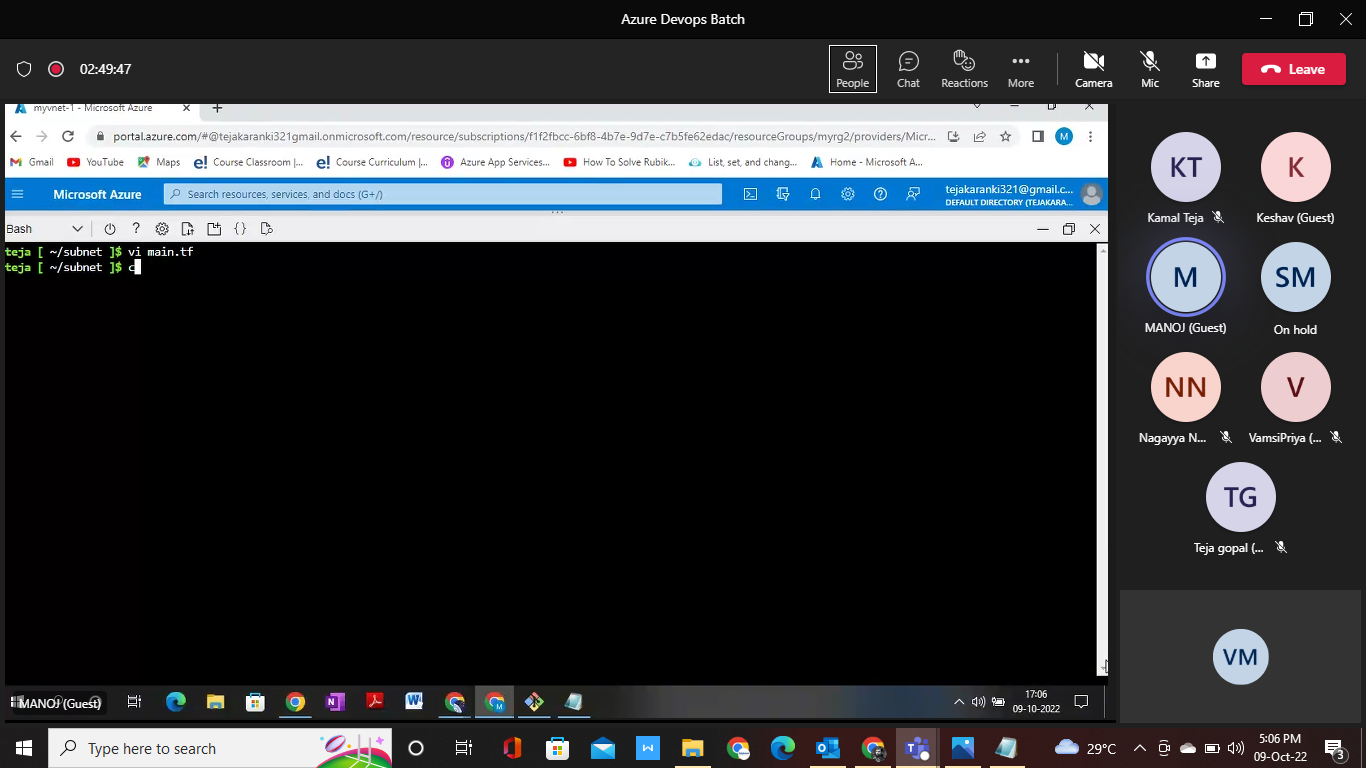 Azure Devops Batch
02:49:47
People
Chat
Reactions
More
Camera
Mic
Share
Leave
myvnet-1 - Microsoft Azure
portal.azure.com/#@tejakaranki321gmail.onmicrosoft.com/resource/subscriptions/f1f2fbcc-6bf8-4b7e-9d7e-c7b5fe62edac/resourceGroups/myrg2/providers/Micr...
M
Gmail
YouTube
Maps
Course Classroom |...
Course Curriculum |...
Azure App Services...
How To Solve Rubik...
List, set, and chang...
Home - Microsoft A...
Microsoft Azure
Search resources, services, and docs (G+/)
tejakaranki321@gmail.c...
DEFAULT DIRECTORY (TEJAKARA...
Bash
teja [ ~/subnet ]$ vi main.tf
teja [ ~/subnet ]$ c
MANOJ (Guest)
17:06
09-10-2022
KT
Kamal Teja
K
Keshav (Guest)
M
MANOJ (Guest)
SM
On hold
NN
Nagayya N...
V
VamsiPriya (...
TG
Teja gopal (...
VM
Type here to search
29°C
5:06 PM
09-Oct-22
3